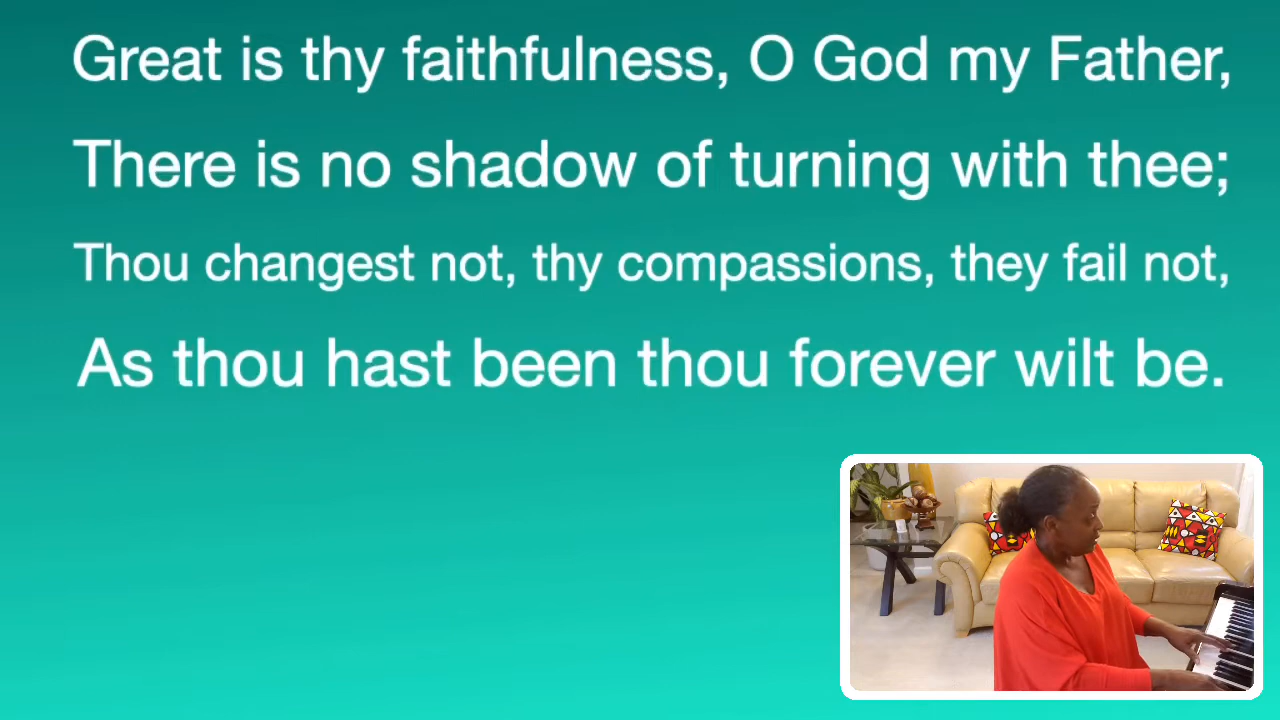 Great is thy faithfulness, O God my Father,
There is no shadow of turning with thee;
Thou changest not, thy compassions, they fail not,
As thou hast been thou forever wilt be.